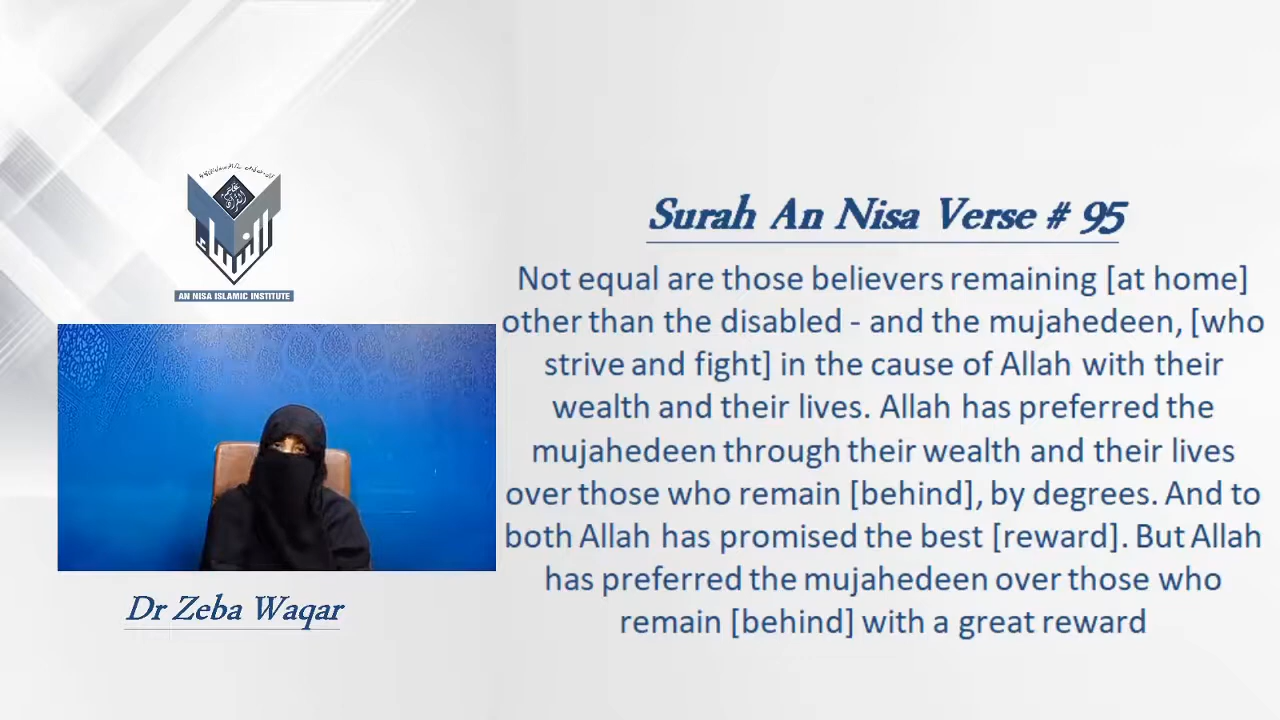 AN NISA ISLAMIC INSTITUTE
Dr Zeba Waqar
Surah An Nisa Verse # 95
Not equal are those believers remaining [at home]
other than the disabled - and the mujahedeen, [who
strive and fight] in the cause of Allah with their
wealth and their lives. Allah has preferred the
mujahedeen through their wealth and their lives
over those who remain [behind], by degrees. And to
both Allah has promised the best [reward]. But Allah
has preferred the mujahedeen over those who
remain [behind] with a great reward